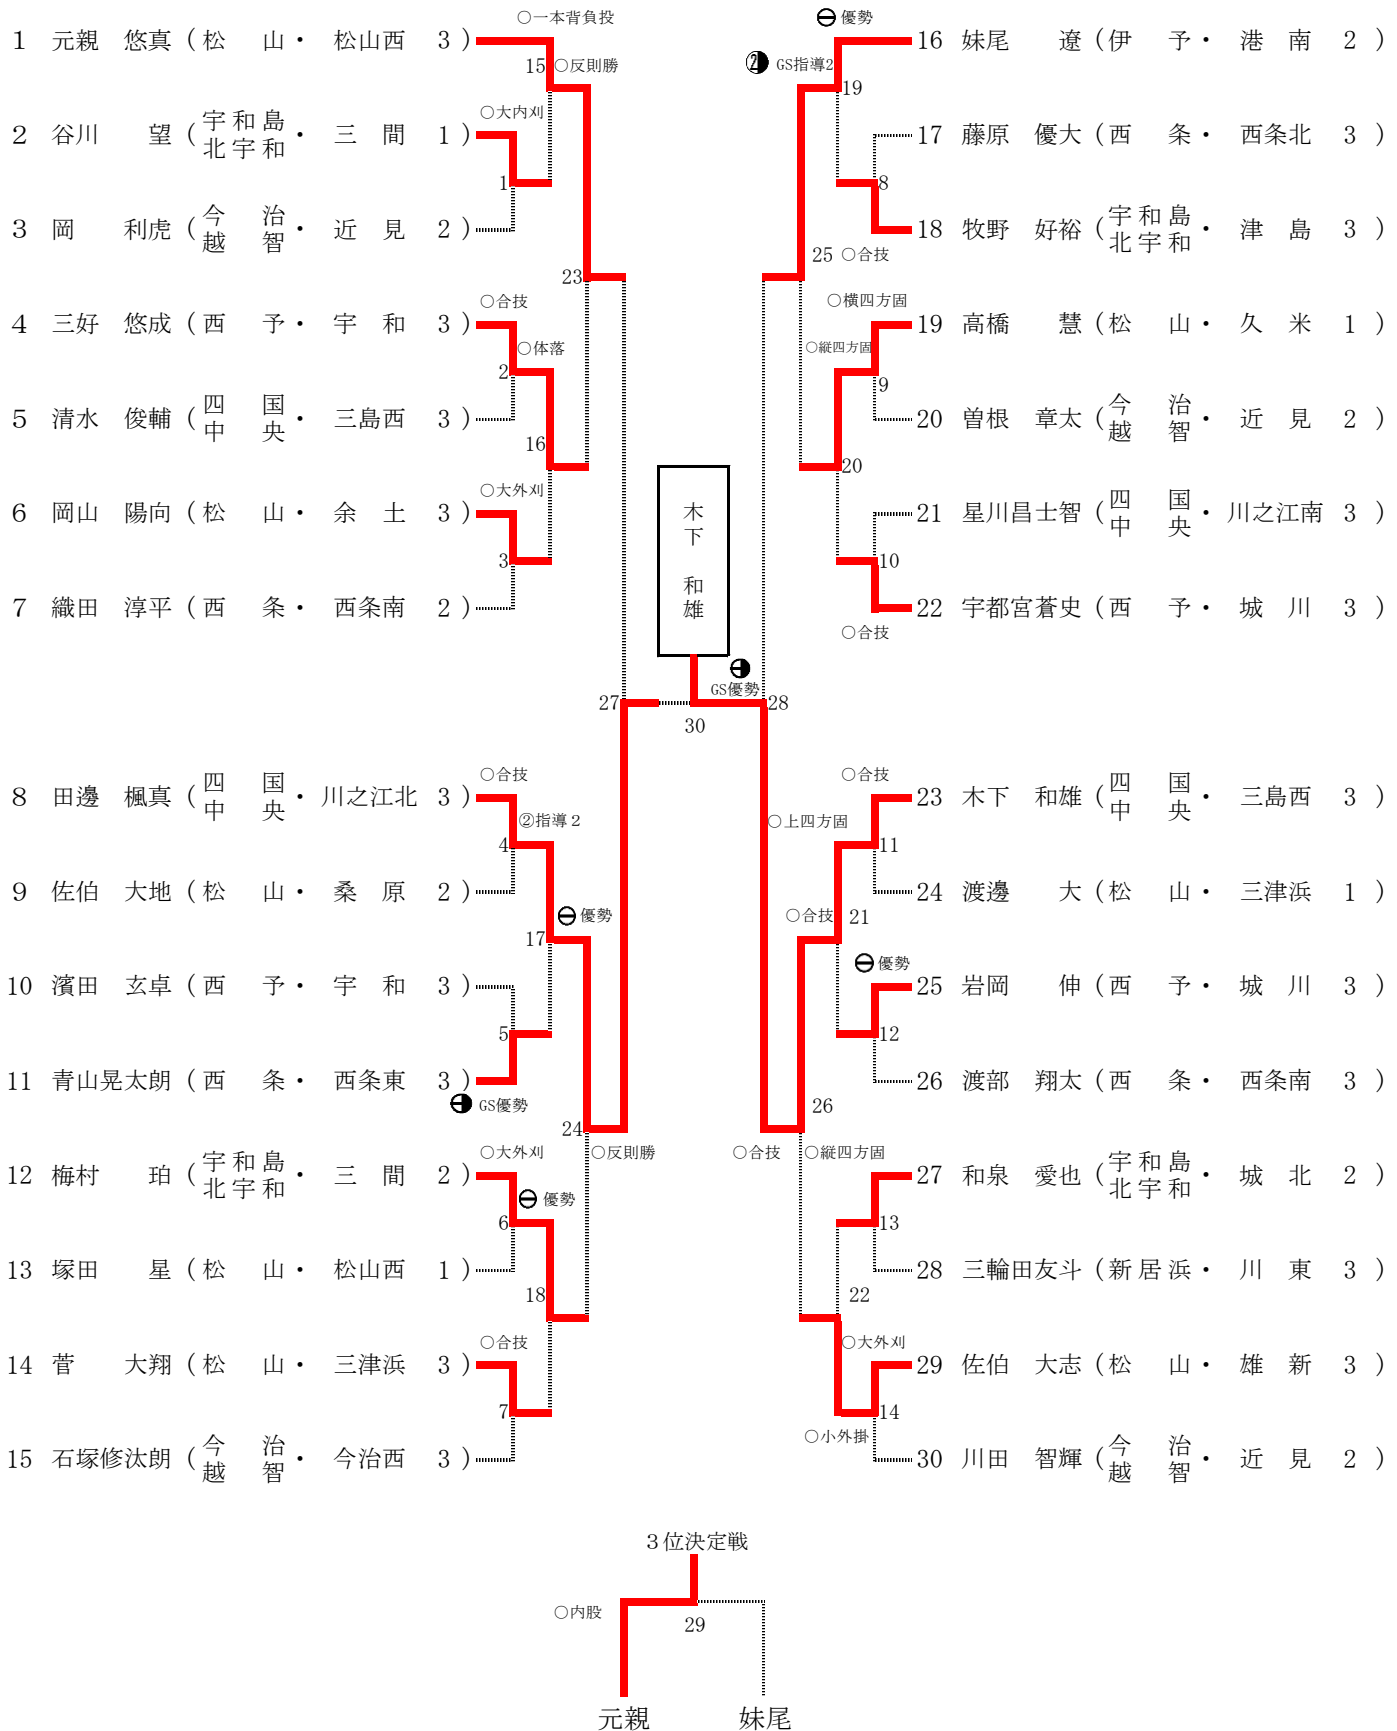 1 元親 悠真 （ 松 山 ・ 松山西 3 ）
○一本背負投
15 ○反則勝
○大内刈
2 谷川 望 （ 宇和島北宇和 ・ 三 間 1 ）
1
3 岡 利虎 （ 今治越智 ・ 近 見 2 ）
23
○合技
4 三好 悠成 （ 西 予 ・ 宇 和 3 ）
○体落
2
5 清水 俊輔 （ 四国中央 ・ 三島西 3 ）
16
○大外刈
6 岡山 陽向 （ 松 山 ・ 余 土 3 ）
3
7 織田 淳平 （ 西 条 ・ 西条南 2 ）
27
○合技
8 田邊 楓真 （ 四国中央 ・ 川之江北 3 ）
②指導２
4
9 佐伯 大地 （ 松 山 ・ 桑 原 2 ）
優勢
17
10 濱田 玄卓 （ 西 予 ・ 宇 和 3 ）
5
11 青山晃太朗 （ 西 条 ・ 西条東 3 ）
GS優勢
24
○大外刈 ○反則勝
12 梅村 珀 （ 宇和島北宇和 ・ 三 間 2 ）
優勢
6
13 塚田 星 （ 松 山 ・ 松山西 1 ）
18
○合技
14 菅 大翔 （ 松 山 ・ 三津浜 3 ）
7
15 石塚修汰朗 （ 今治越智 ・ 今治西 3 ）
木下 和雄
GS優勢
30
優勢
16 妹尾 遼 （ 伊 予 ・ 港 南 2 ）
2 GS指導2
19
17 藤原 優大 （ 西 条 ・ 西条北 3 ）
8
18 牧野 好裕 （ 宇和島北宇和 ・ 津 島 3 ）
25 ○合技
○横四方固
19 高橋 慧 （ 松 山 ・ 久 米 1 ）
○縦四方固
9
20 曽根 章太 （ 今治越智 ・ 近 見 2 ）
20
21 星川昌士智 （ 四国中央 ・ 川之江南 3 ）
10
22 宇都宮蒼史 （ 西 予 ・ 城 川 3 ）
○合技
28
○合技
23 木下 和雄 （ 四国中央 ・ 三島西 3 ）
○上四方固
11
24 渡邊 大 （ 松 山 ・ 三津浜 1 ）
○合技 21
優勢
25 岩岡 伸 （ 西 予 ・ 城 川 3 ）
12
26 渡部 翔太 （ 西 条 ・ 西条南 3 ）
26
○合技 ○縦四方固
27 和泉 愛也 （ 宇和島北宇和 ・ 城 北 2 ）
13
28 三輪田友斗 （ 新居浜 ・ 川 東 3 ）
22
○大外刈
29 佐伯 大志 （ 松 山 ・ 雄 新 3 ）
14
○小外掛
30 川田 智輝 （ 今治越智 ・ 近 見 2 ）
３位決定戦
○内股
29
元親 妹尾